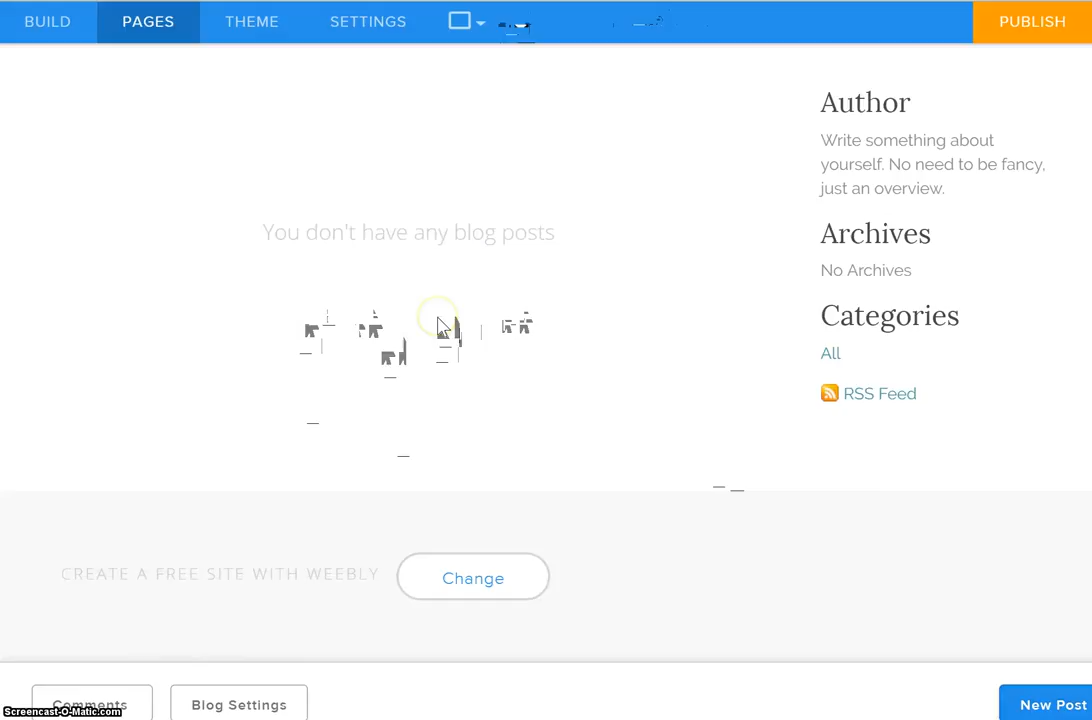 BUILD PAGES THEME SETTINGS PUBLISH
You don't have any blog posts
Author
Write something about
yourself. No need to be fancy,
just an overview.
Archives
No Archives
Categories
All
RSS Feed
CREATE A FREE SITE WITH WEEBLY Change
Comments Blog Settings New Post
Screencast-O-Matic.com